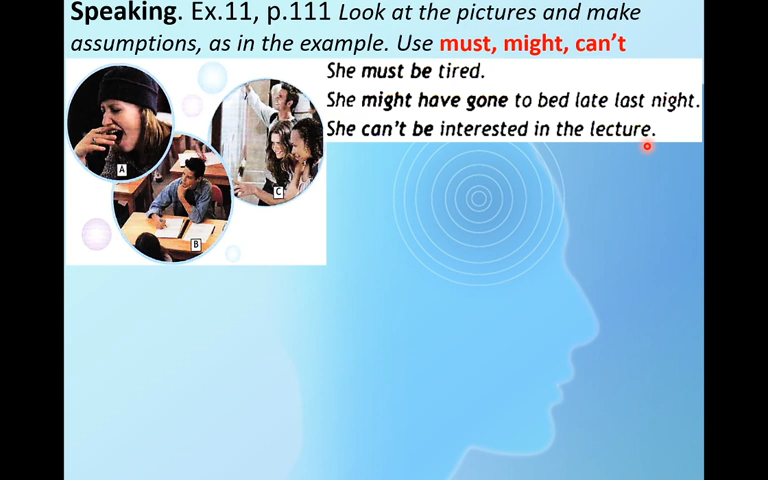 Speaking. Ex.11, p.111 Look at the pictures and make
assumptions, as in the example. Use must, might, can't
She must be tired.
She might have gone to bed late last night.
She can't be interested in the lecture.
A
C
B